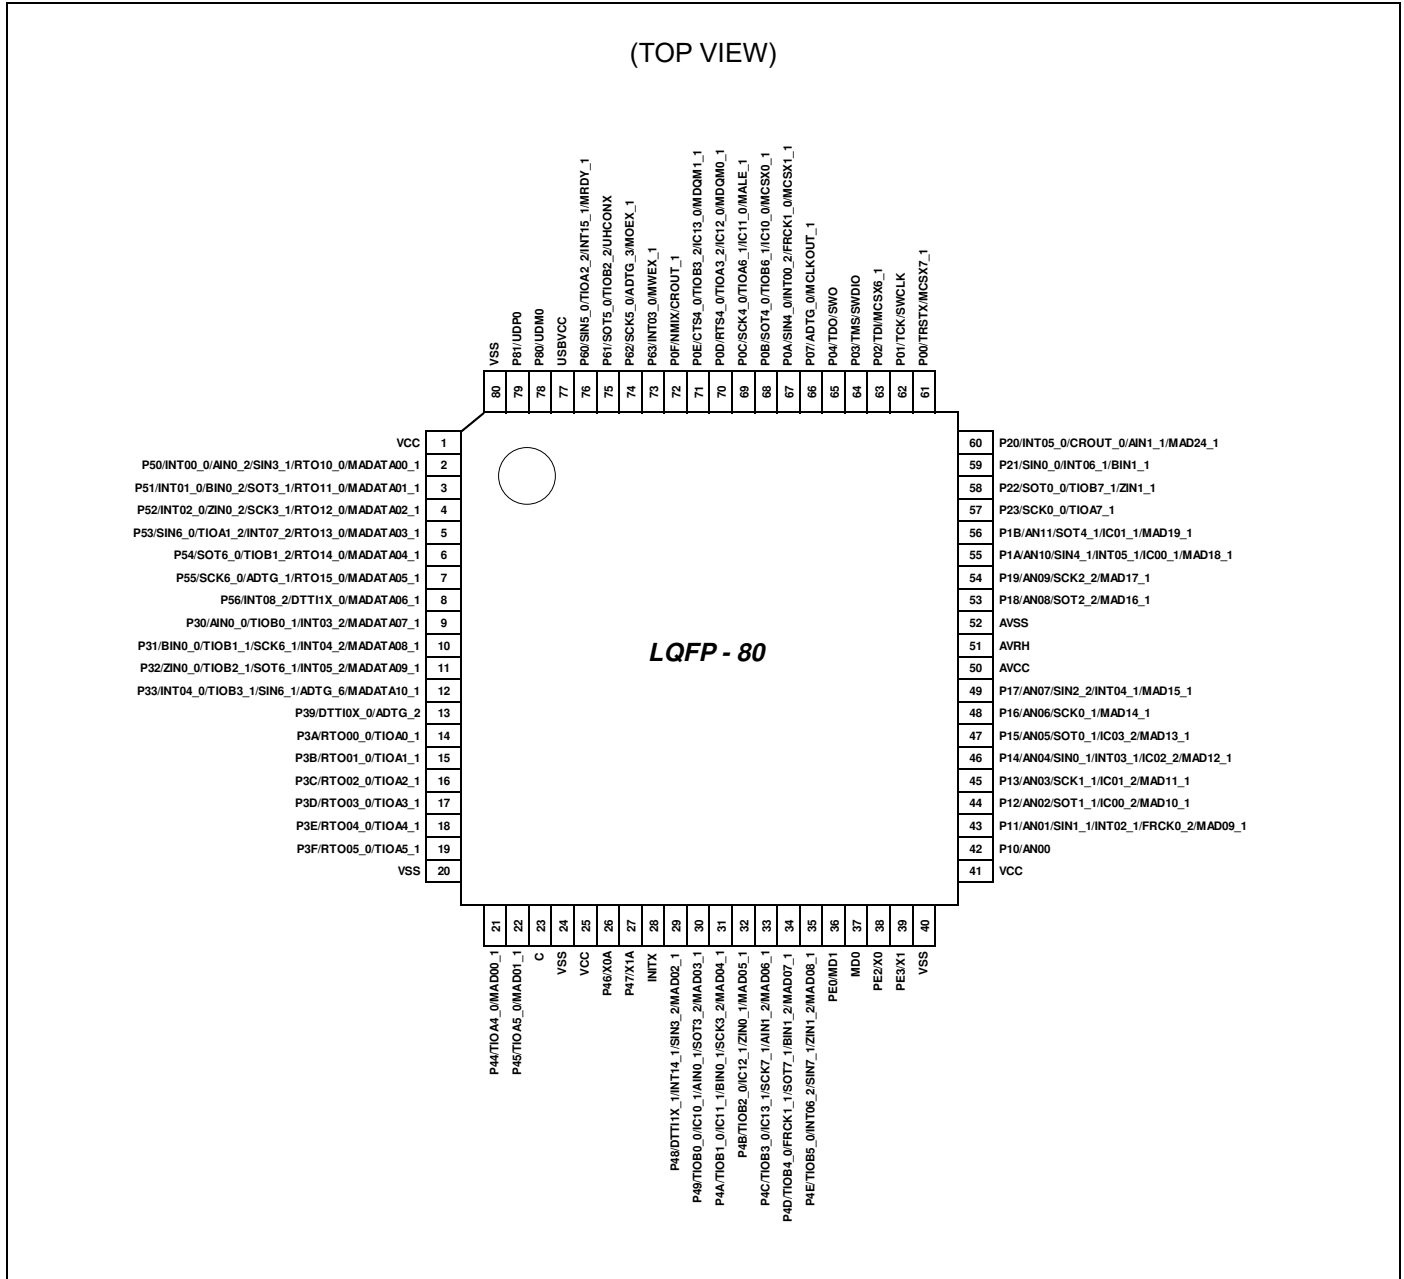 (TOP VIEW)
VSS
P81/UDP0
P80/UDM0
USBVCC
P60/SIN5_0/TIOA2_2/INT15_1/MRDY_1
P61/SOT5_0/TIOB2_2/UHCONX
P62/SCK5_0/ADTG_3/MOEX_1
P63/INT03_0/MWEX_1
P0F/NMIX/CROUT_1
P0E/CTS4_0/TIOB3_2/IC13_0/MDQM1_1
P0D/RTS4_0/TIOA3_2/IC12_0/MDQM0_1
P0C/SCK4_0/TIOA6_1/IC11_0/MALE_1
P0B/SOT4_0/TIOB6_1/IC10_0/MCSX0_1
P0A/SIN4_0/INT00_2/FRCK1_0/MCSX1_1
P07/ADTG_0/MCLKOUT_1
P04/TDO/SWO
P03/TMS/SWDIO
P02/TDI/MCSX6_1
P01/TCK/SWCLK
P00/TRSTX/MCSX7_1
80 79 78 77 76 75 74 73 72 71 70 69 68 67 66 65 64 63 62 61
VCC 1
P50/INT00_0/AIN0_2/SIN3_1/RTO10_0/MADATA00_1 2
P51/INT01_0/BIN0_2/SOT3_1/RTO11_0/MADATA01_1 3
P52/INT02_0/ZIN0_2/SCK3_1/RTO12_0/MADATA02_1 4
P53/SIN6_0/TIOA1_2/INT07_2/RTO13_0/MADATA03_1 5
P54/SOT6_0/TIOB1_2/RTO14_0/MADATA04_1 6
P55/SCK6_0/ADTG_1/RTO15_0/MADATA05_1 7
P56/INT08_2/DTTI1X_0/MADATA06_1 8
P30/AIN0_0/TIOB0_1/INT03_2/MADATA07_1 9
P31/BIN0_0/TIOB1_1/SCK6_1/INT04_2/MADATA08_1 10
P32/ZIN0_0/TIOB2_1/SOT6_1/INT05_2/MADATA09_1 11
P33/INT04_0/TIOB3_1/SIN6_1/ADTG_6/MADATA10_1 12
P39/DTTI0X_0/ADTG_2 13
P3A/RTO00_0/TIOA0_1 14
P3B/RTO01_0/TIOA1_1 15
P3C/RTO02_0/TIOA2_1 16
P3D/RTO03_0/TIOA3_1 17
P3E/RTO04_0/TIOA4_1 18
P3F/RTO05_0/TIOA5_1 19
VSS 20
LQFP - 80
60 P20/INT05_0/CROUT_0/AIN1_1/MAD24_1
59 P21/SIN0_0/INT06_1/BIN1_1
58 P22/SOT0_0/TIOB7_1/ZIN1_1
57 P23/SCK0_0/TIOA7_1
56 P1B/AN11/SOT4_1/IC01_1/MAD19_1
55 P1A/AN10/SIN4_1/INT05_1/IC00_1/MAD18_1
54 P19/AN09/SCK2_2/MAD17_1
53 P18/AN08/SOT2_2/MAD16_1
52 AVSS
51 AVRH
50 AVCC
49 P17/AN07/SIN2_2/INT04_1/MAD15_1
48 P16/AN06/SCK0_1/MAD14_1
47 P15/AN05/SOT0_1/IC03_2/MAD13_1
46 P14/AN04/SIN0_1/INT03_1/IC02_2/MAD12_1
45 P13/AN03/SCK1_1/IC01_2/MAD11_1
44 P12/AN02/SOT1_1/IC00_2/MAD10_1
43 P11/AN01/SIN1_1/INT02_1/FRCK0_2/MAD09_1
42 P10/AN00
41 VCC
21 22 23 24 25 26 27 28 29 30 31 32 33 34 35 36 37 38 39 40
P44/TIOA4_0/MAD00_1
P45/TIOA5_0/MAD01_1
C
VSS
VCC
P46/X0A
P47/X1A
INITX
P48/DTTI1X_1/INT14_1/SIN3_2/MAD02_1
P49/TIOB0_0/IC10_1/AIN0_1/SOT3_2/MAD03_1
P4A/TIOB1_0/IC11_1/BIN0_1/SCK3_2/MAD04_1
P4B/TIOB2_0/IC12_1/ZIN0_1/MAD05_1
P4C/TIOB3_0/IC13_1/SCK7_1/AIN1_2/MAD06_1
P4D/TIOB4_0/FRCK1_1/SOT7_1/BIN1_2/MAD07_1
P4E/TIOB5_0/INT06_2/SIN7_1/ZIN1_2/MAD08_1
PE0/MD1
MD0
PE2/X0
PE3/X1
VSS